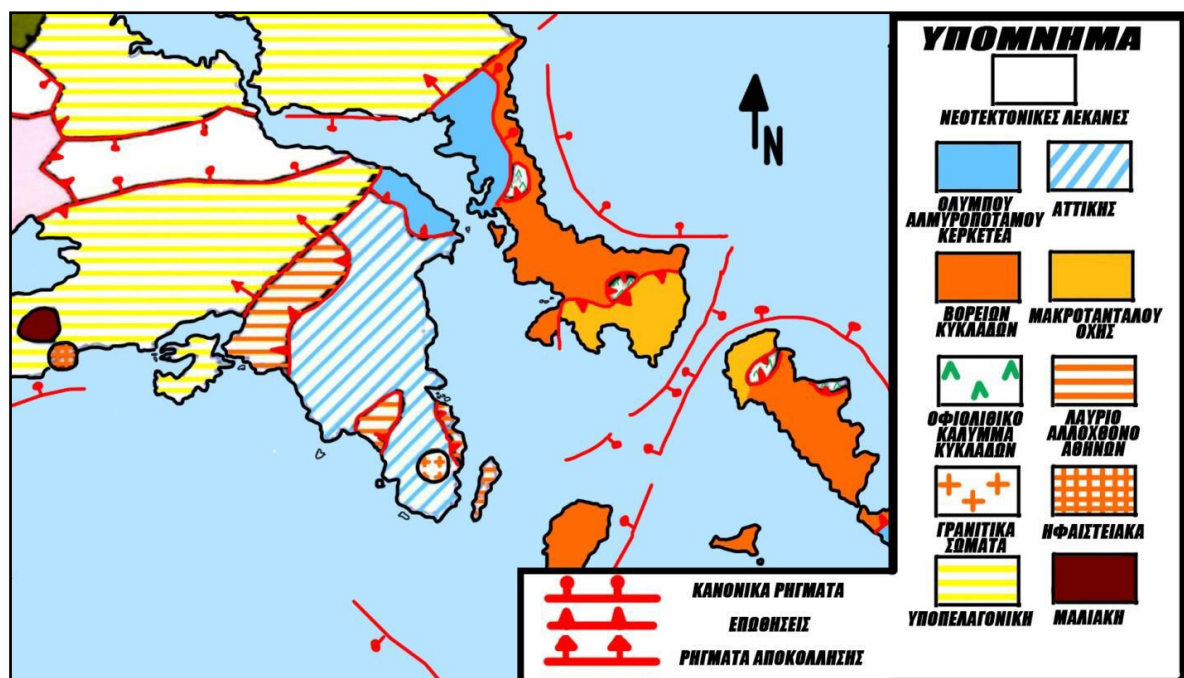 ΥΠΟΜΝΗΜΑ
ΝΕΟΤΕΚΤΟΝΙΚΕΣ ΛΕΚΑΝΕΣ
ΟΛΥΜΠΟΥ
ΑΛΜΥΡΟΠΟΤΑΜΟΥ
ΚΕΡΚΕΤΕΑ
ΑΤΤΙΚΗΣ
ΒΟΡΕΙΩΝ
ΚΥΚΛΑΔΩΝ
ΜΑΚΡΟΤΑΝΤΑΛΟΥ
ΟΧΗΣ
ΟΦΙΟΛΙΘΙΚΟ
ΚΑΛΥΜΜΑ
ΚΥΚΛΑΔΩΝ
ΛΑΥΡΙΟ
ΑΛΛΟΧΘΟΝΟ
ΑΘΗΝΩΝ
ΓΡΑΝΙΤΙΚΑ
ΣΩΜΑΤΑ
ΗΦΑΙΣΤΕΙΑΚΑ
ΥΠΟΠΕΛΑΓΟΝΙΚΗ
ΜΑΛΙΑΚΗ
N
ΚΑΝΟΝΙΚΑ ΡΗΓΜΑΤΑ
ΕΠΩΘΗΣΕΙΣ
ΡΗΓΜΑΤΑ ΑΠΟΚΟΛΛΗΣΗΣ